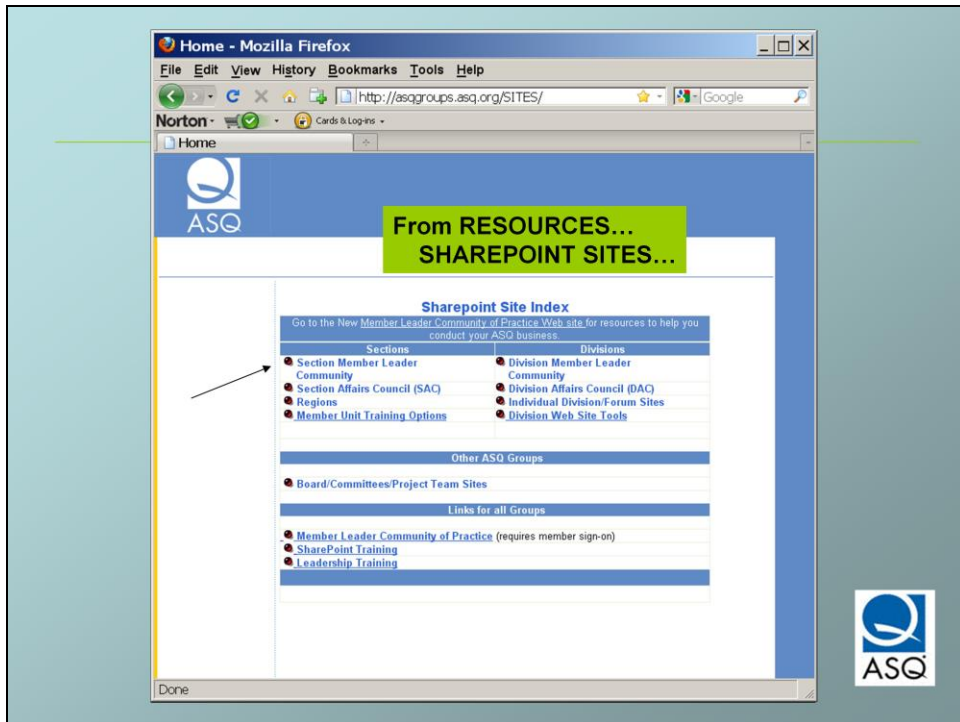 Home - Mozilla Firefox
File Edit View History Bookmarks Tools Help
http://asqgroups.asq.org/SITES/
Google
Norton
Cards & Log-ins
Home
ASQ
From RESOURCES...
SHAREPOINT SITES...
Sharepoint Site Index
Go to the New Member Leader Community of Practice Web site for resources to help you
conduct your ASQ business.
Sections
Divisions
Section Member Leader
Community
Section Affairs Council (SAC)
Regions
Member Unit Training Options
Division Member Leader
Community
Division Affairs Council (DAC)
Individual Division/Forum Sites
Division Web Site Tools
Other ASQ Groups
Board/Committees/Project Team Sites
Links for all Groups
Member Leader Community of Practice (requires member sign-on)
SharePoint Training
Leadership Training
Done
ASQ